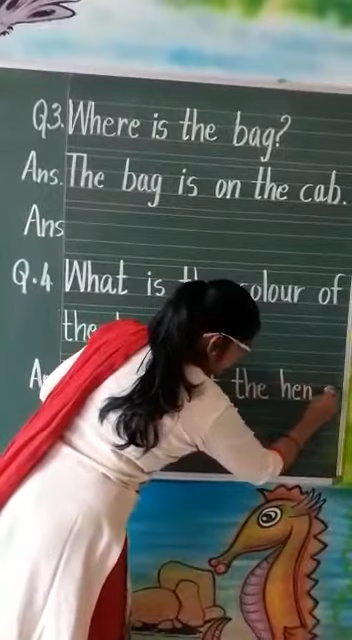 Q3. Where is the bag?
Ans. The bag is on the cab.
Ans
Q.4 What is colour of
the
the hen